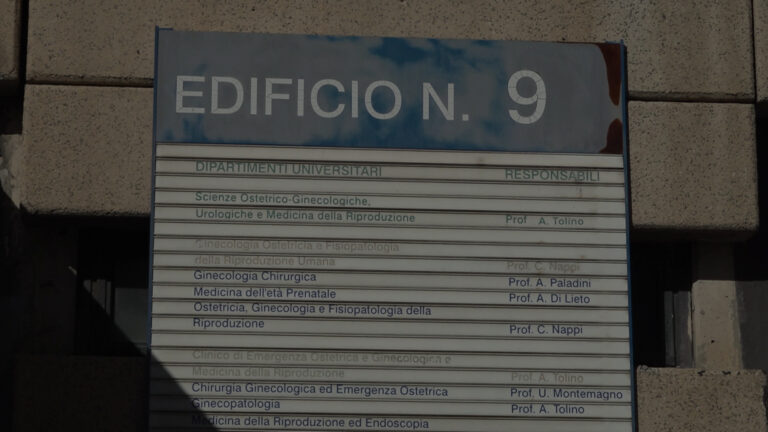 EDIFICIO N. 9
DIPARTIMENTI UNIVERSITARI RESPONSABILI
Scienze Ostetrico-Ginecologiche,
Urologiche e Medicina della Riproduzione Prof A. Tolino
Ginecologia Ostetricia e Fisiopatologia
della Riproduzione Umana Prof. C. Nappi
Ginecologia Chirurgica Prof. A. Paladini
Medicina dell'età Prenatale Prof. A. Di Lieto
Ostetricia, Ginecologia e Fisiopatologia della
Riproduzione Prof. C. Nappi
Clinico di Emergenza Ostetrica e Ginecologica e
Medicina della Riproduzione Prof. A. Tolino
Chirurgia Ginecologica ed Emergenza Ostetrica Prof. U. Montemagno
Ginecopatologia Prof. A. Tolino
Medicina della Riproduzione ed Endoscopia